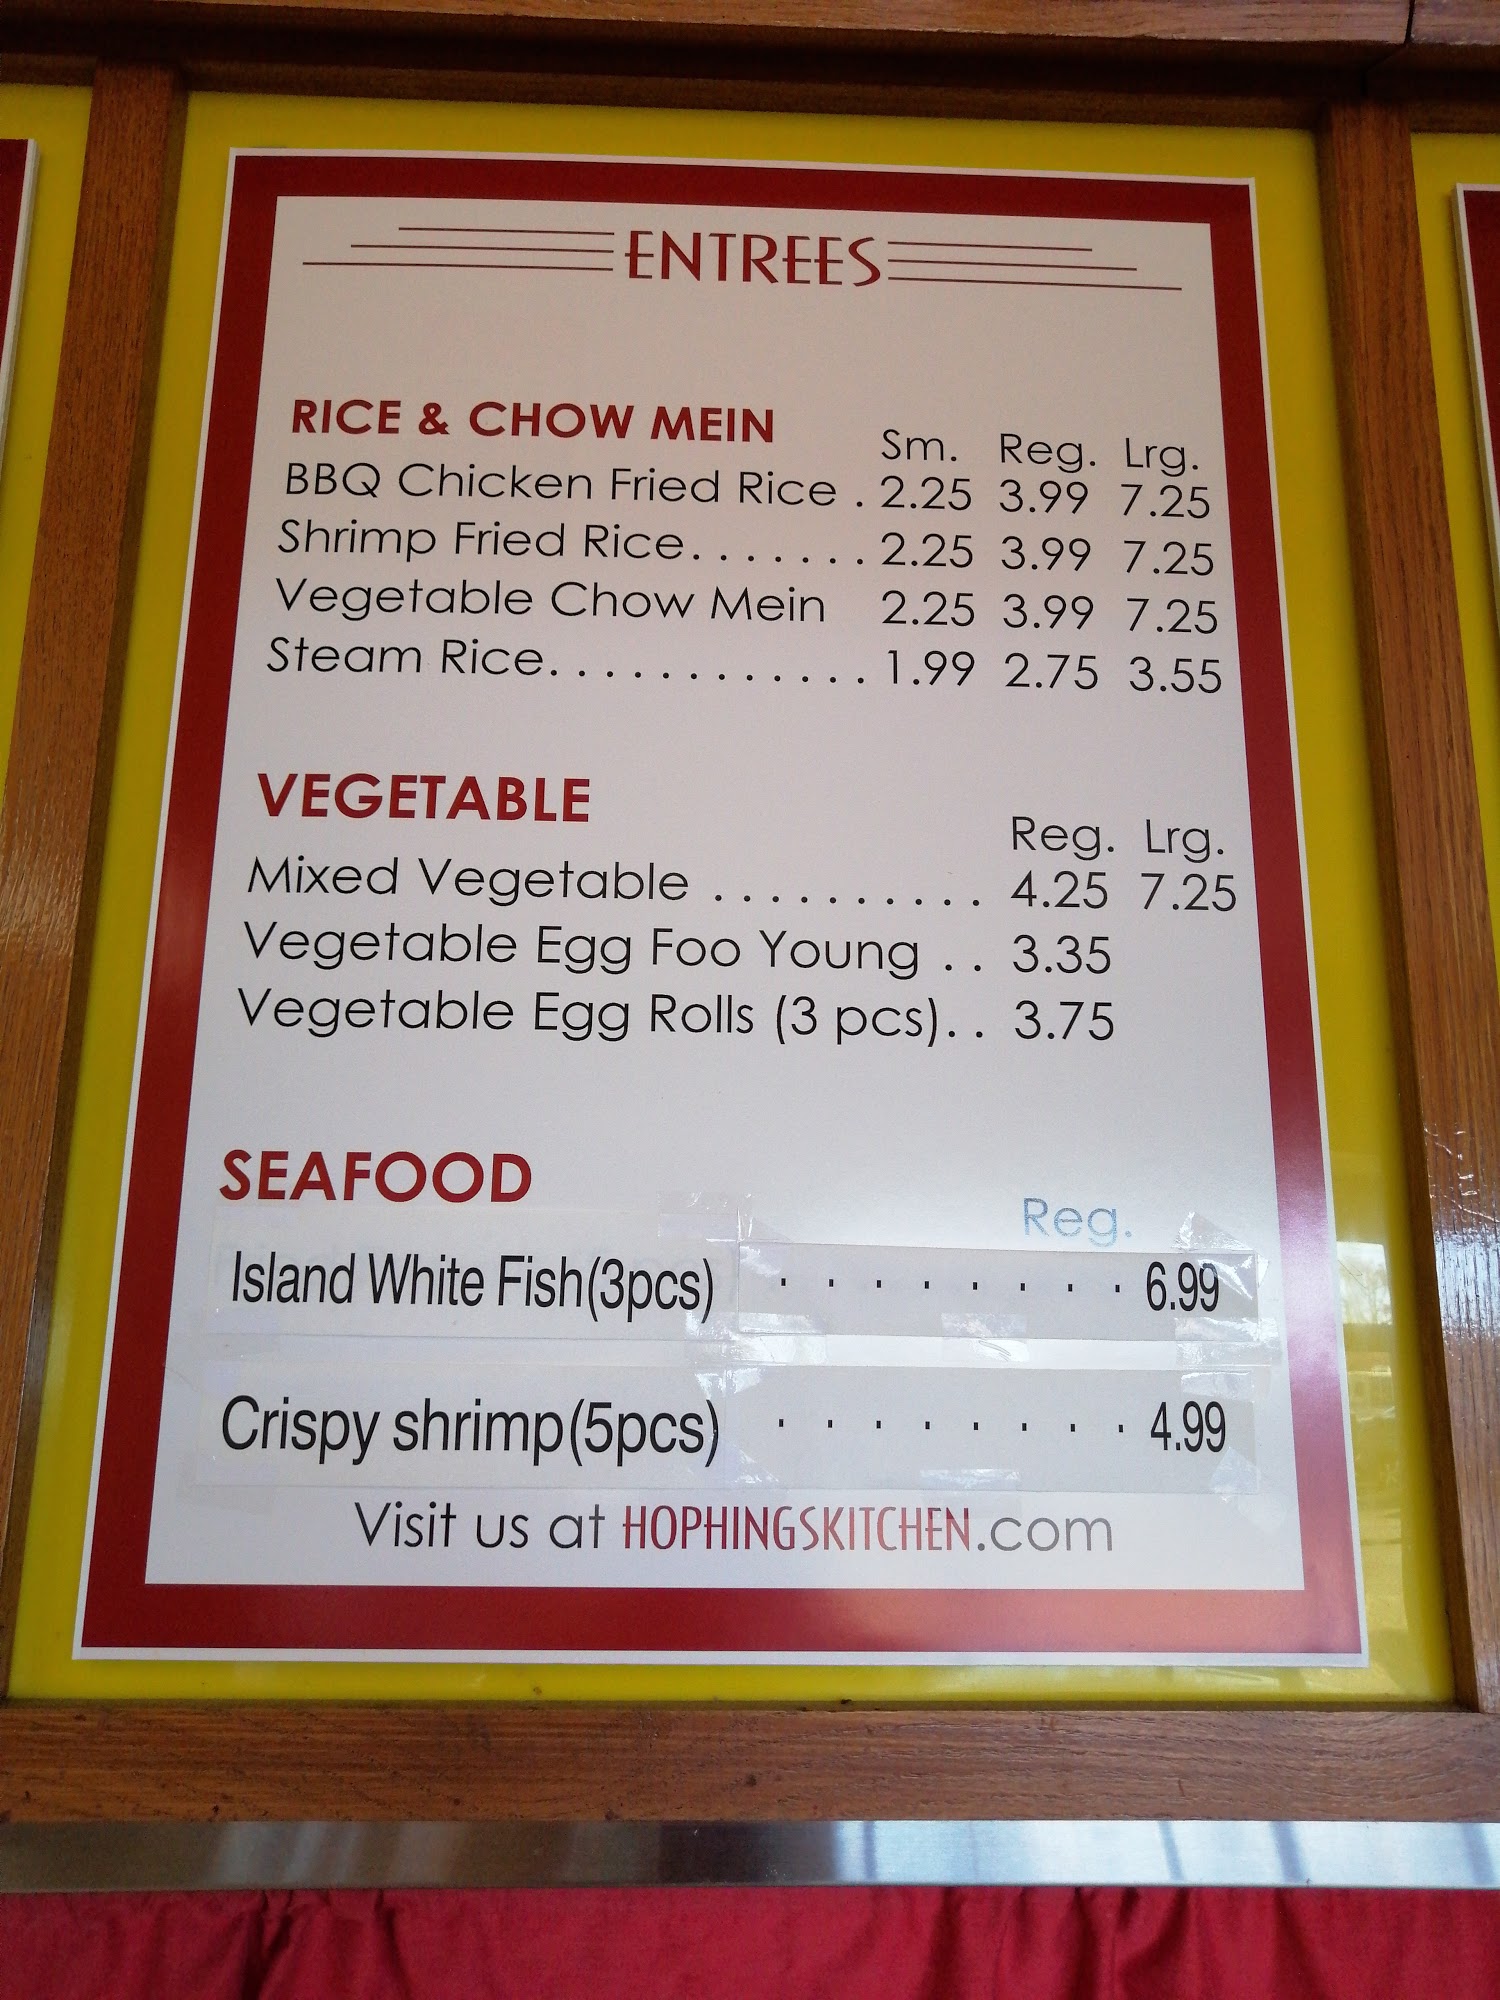 ENTREES
RICE & CHOW MEIN Sm. Reg. Lrg.
BBQ Chicken Fried Rice . 2.25 3.99 7.25
Shrimp Fried Rice. . . . . . . 2.25 3.99 7.25
Vegetable Chow Mein 2.25 3.99 7.25
Steam Rice. . . . . . . . . . . . 1.99 2.75 3.55
VEGETABLE Reg. Lrg.
Mixed Vegetable . . . . . . . . . . 4.25 7.25
Vegetable Egg Foo Young . . 3.35
Vegetable Egg Rolls (3 pcs). . 3.75
SEAFOOD Reg.
Island White Fish(3pcs) . . . . . . . . 6.99
Crispy shrimp(5pcs) . . . . . . . . 4.99
Visit us at HOPHINGSKITCHEN.com